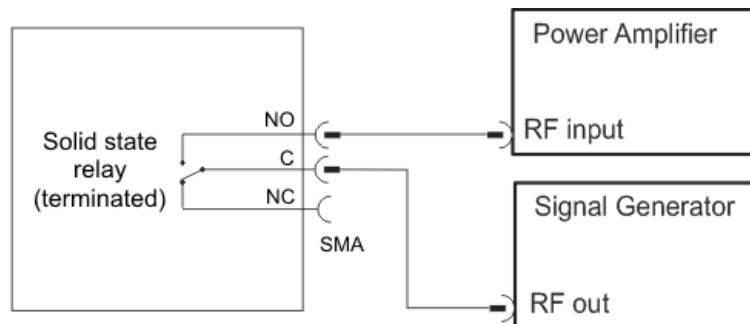 Power Amplifier
RF input
NO
C
NC
SMA
Solid state
relay
(terminated)
Signal Generator
RF out